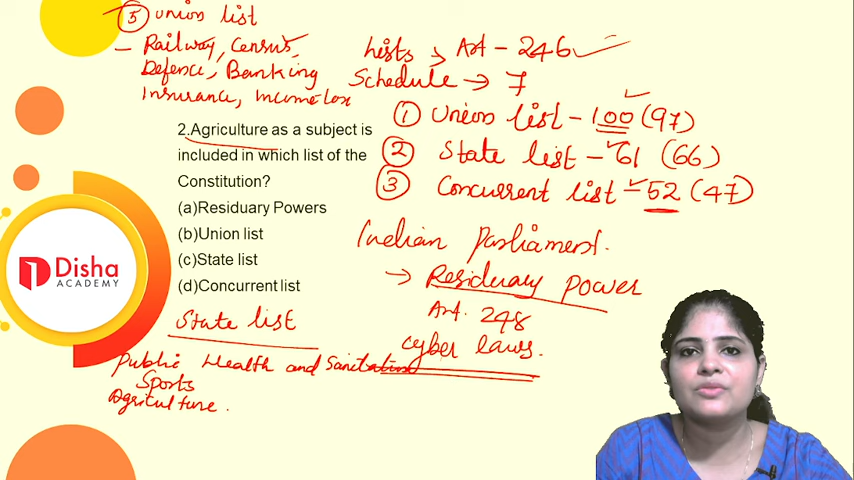 ⑤ Union list
– Railway, Census,
Defence, Banking
Insurance, Income tax
2.Agriculture as a subject is
included in which list of the
Constitution?
(a)Residuary Powers
(b)Union list
(c)State list
(d)Concurrent list
State list
Public Health and Sanitation
Sports
Agriculture.
Lists → Art - 246
Schedule → 7
① Union list - 100 (97)
② State list - 61 (66)
③ Concurrent list - 52 (47)
Indian Parliament.
→ Residuary power
Art. 248
cyber laws.
Disha
ACADEMY